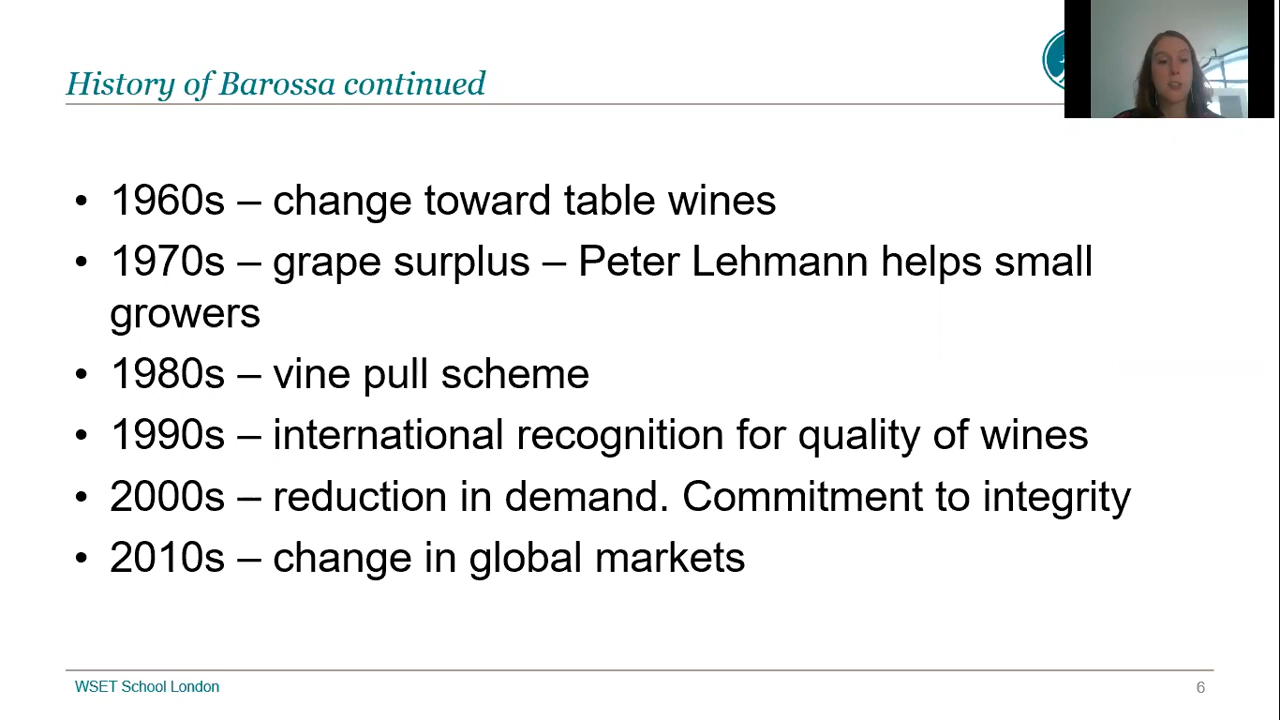 History of Barossa continued
• 1960s – change toward table wines
• 1970s – grape surplus – Peter Lehmann helps small
growers
• 1980s – vine pull scheme
• 1990s – international recognition for quality of wines
• 2000s – reduction in demand. Commitment to integrity
• 2010s – change in global markets
WSET School London
6